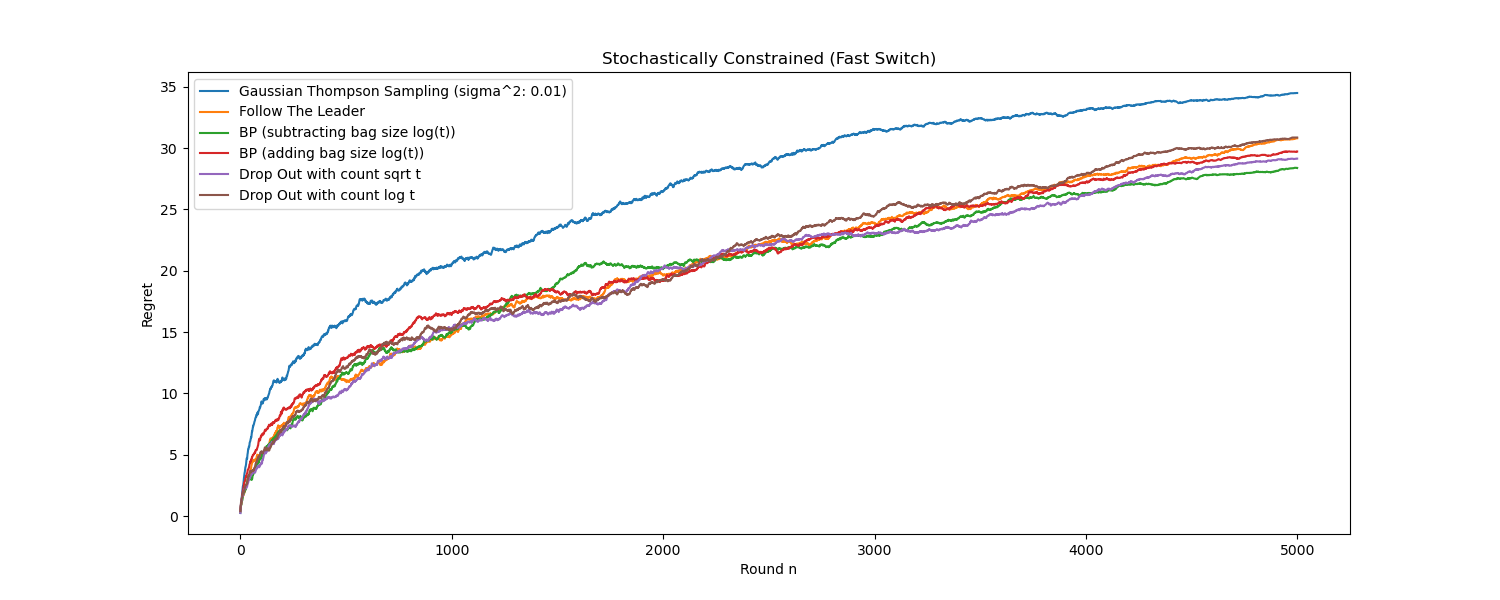 Stochastically Constrained (Fast Switch)
Gaussian Thompson Sampling (sigma^2: 0.01)
Follow The Leader
BP (subtracting bag size log(t))
BP (adding bag size log(t))
Drop Out with count sqrt t
Drop Out with count log t
Regret
35
30
25
20
15
10
5
0
0 1000 2000 3000 4000 5000
Round n